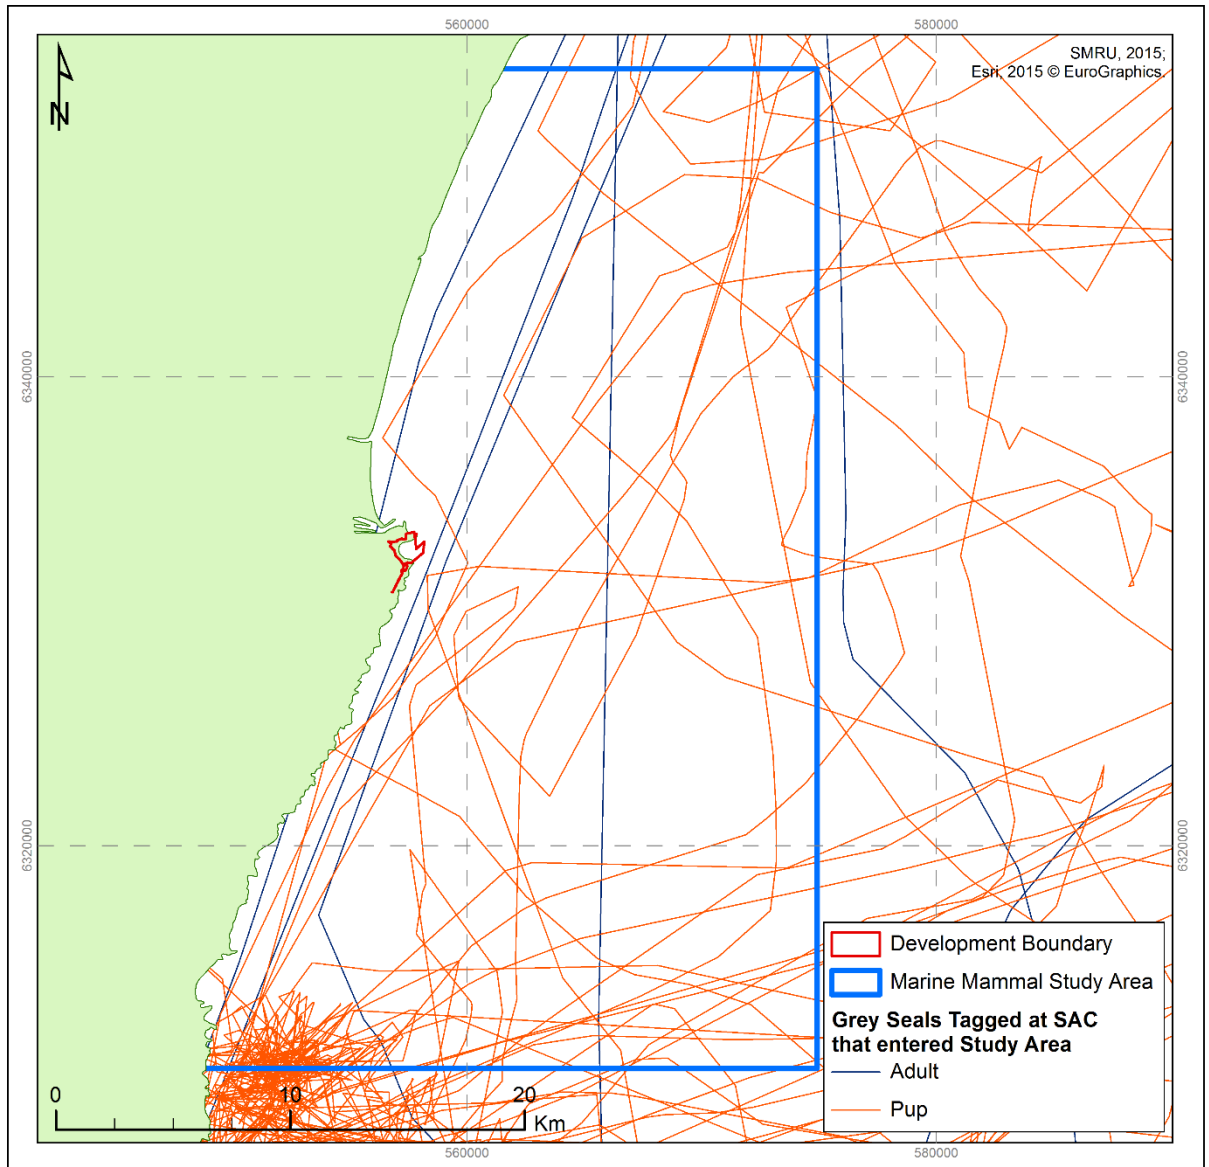 560000
580000
SMRU, 2015;
Esri, 2015 © EuroGraphics.
N
6340000
6340000
6320000
6320000
Development Boundary
Marine Mammal Study Area
Grey Seals Tagged at SAC
that entered Study Area
Adult
Pup
0
10
20
Km
560000
580000